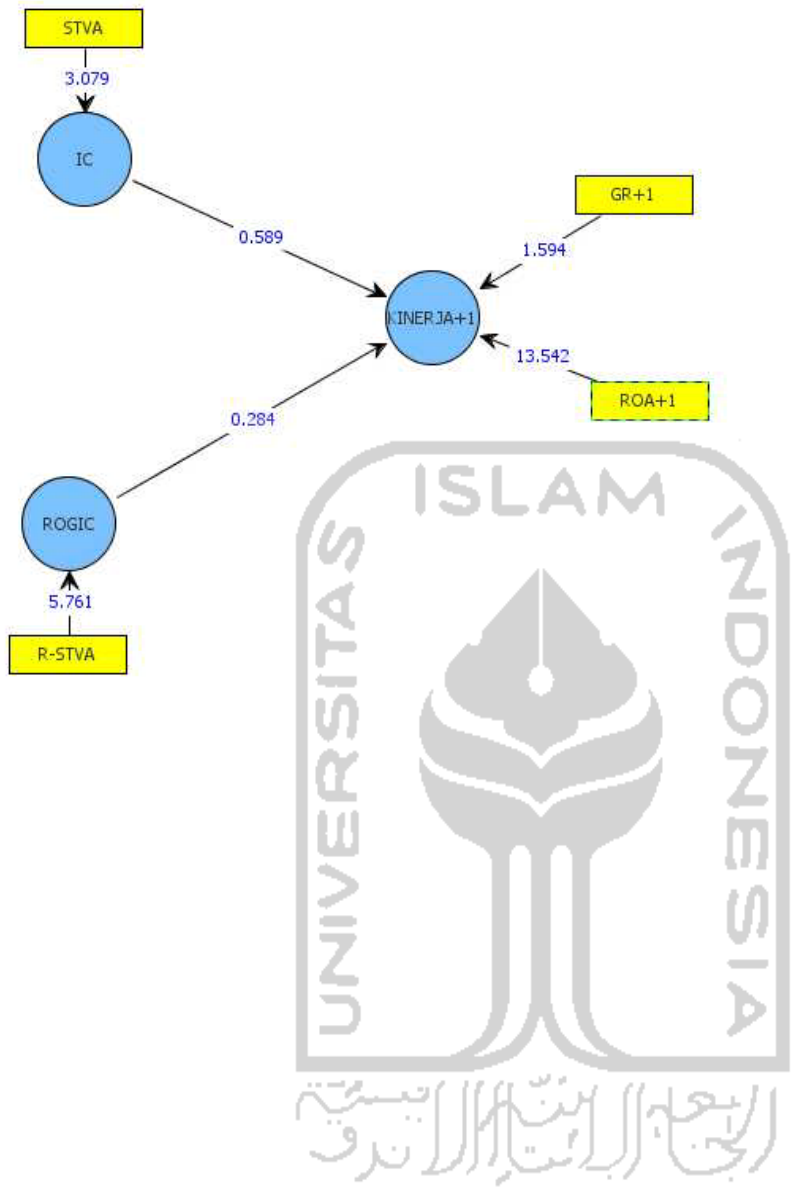 STVA
3.079
IC
0.589
GR+1
1.594
KINERJA+1
13.542
ROA+1
0.284
ROGIC
5.761
R-STVA
UNIVERSITAS
ISLAM
INDONESIA